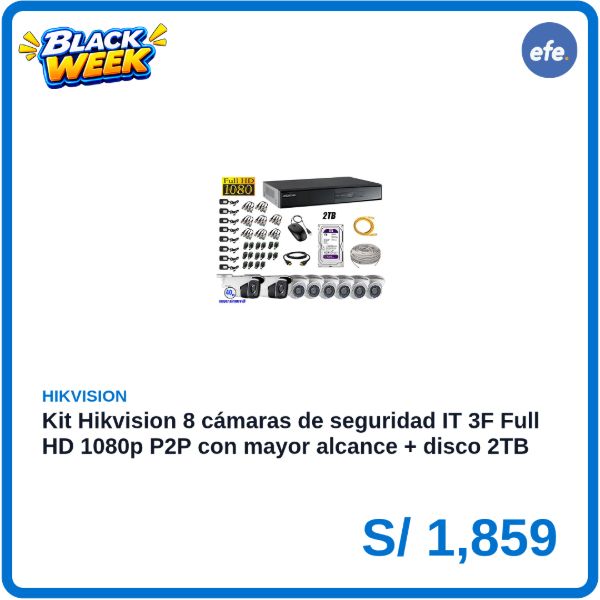 BLACK
WEEK
efe.
Full HD
1080
2TB
40
HIKVISION
Kit Hikvision 8 cámaras de seguridad IT 3F Full
HD 1080p P2P con mayor alcance + disco 2TB
S/ 1,859